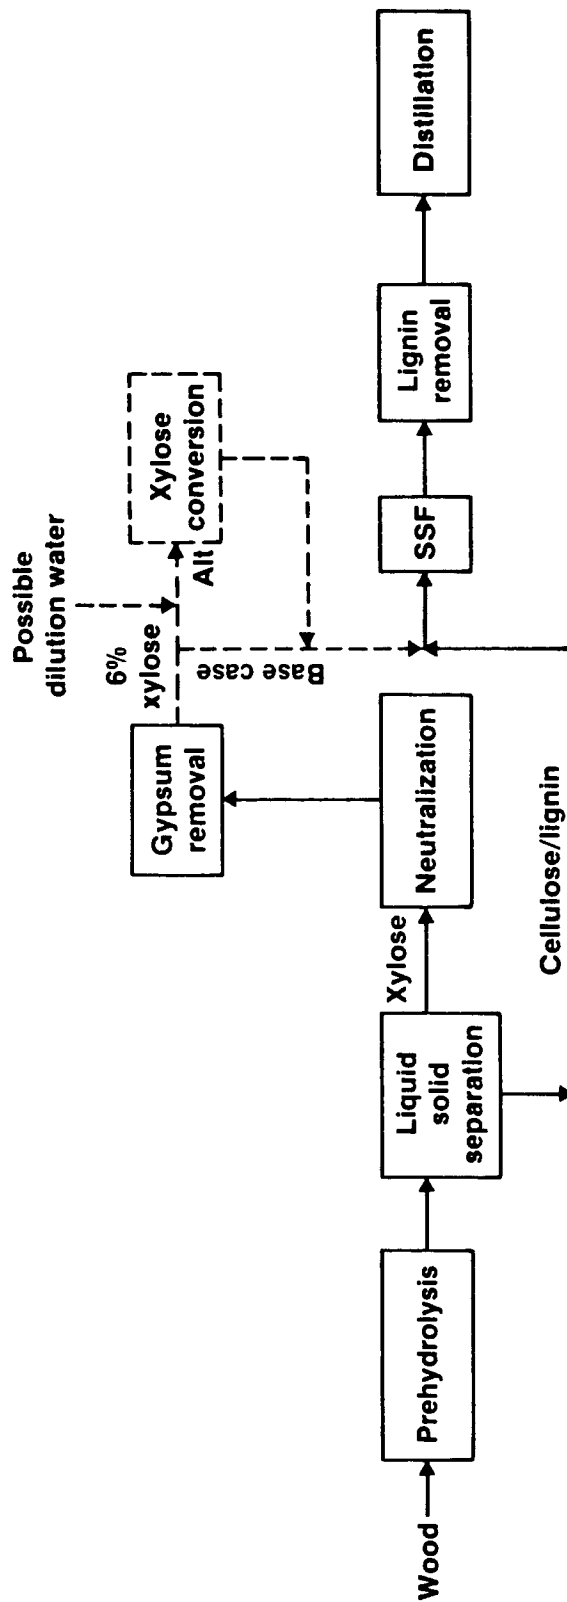 Possible
dilution water
6%
xylose
Alt
Xylose
conversion
Base case
Gypsum
removal
Wood
Prehydrolysis
Liquid
solid
separation
Xylose
Neutralization
SSF
Lignin
removal
Distillation
Cellulose/lignin